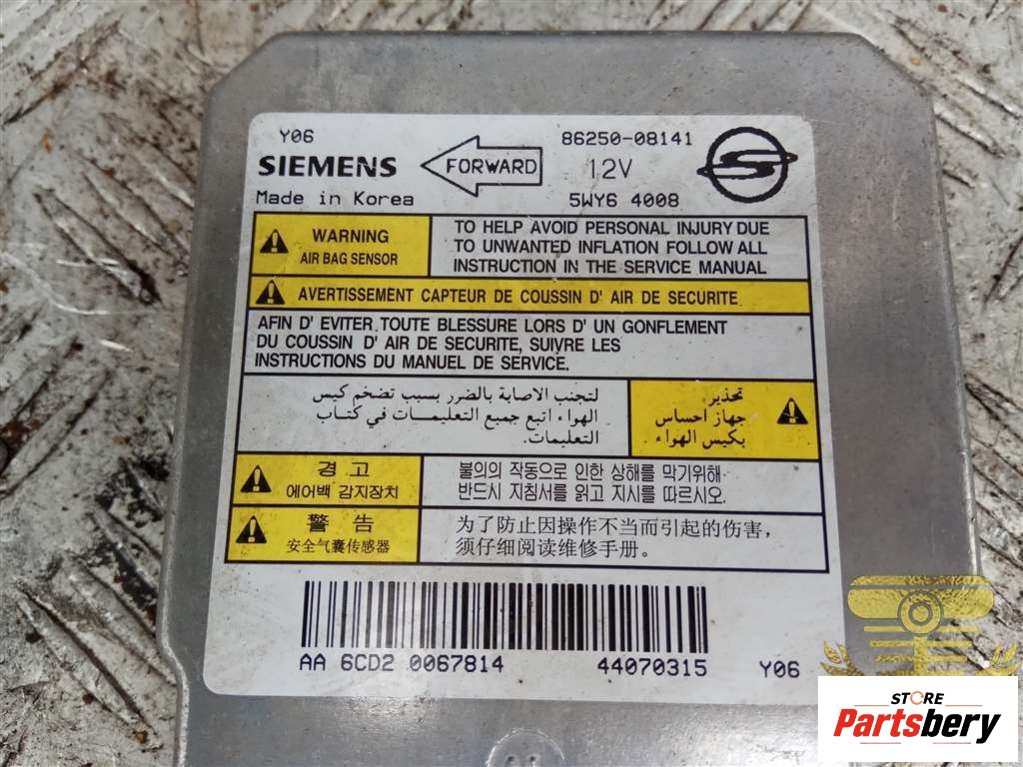 Y06
SIEMENS
Made in Korea
FORWARD
86250-08141
12V
5WY6 4008
WARNING
AIR BAG SENSOR
TO HELP AVOID PERSONAL INJURY DUE
TO UNWANTED INFLATION FOLLOW ALL
INSTRUCTION IN THE SERVICE MANUAL
AVERTISSEMENT CAPTEUR DE COUSSIN D' AIR DE SECURITE
AFIN D' EVITER TOUTE BLESSURE LORS D' UN GONFLEMENT
DU COUSSIN D' AIR DE SECURITE, SUIVRE LES
INSTRUCTIONS DU MANUEL DE SERVICE.
تحذير
جهاز احساس
بكيس الهواء
لتجنب الاصابة بالضرر بسبب تضخم كيس
الهواء اتبع جميع التعليمات في كتاب
التعليمات.
경 고
에어백 감지장치
불의의 작동으로 인한 상해를 막기위해
반드시 지침서를 읽고 지시를 따르시오.
警 告
安全气囊传感器
为了防止因操作不当而引起的伤害,
须仔细阅读维修手册。
AA 6CD2 0067814
44070315
Y06
STORE
Partsbery